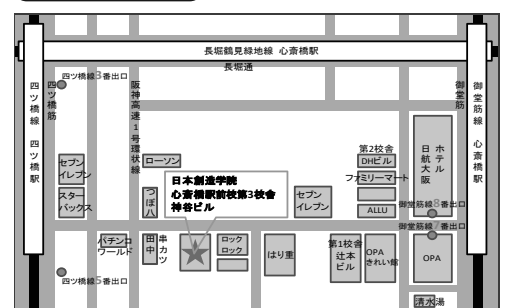 長堀鶴見緑地線 心斎橋駅
長堀通
四ツ橋線3番出口
四ツ橋線 四ツ橋駅
四ツ橋筋
阪神高速1号環状線
御堂筋
御堂筋線 心斎橋駅
セブン
イレブン
スター
バックス
ローソン
つぼ八
日本創造学院
心斎橋駅前校第3校舎
神谷ビル
セブン
イレブン
第2校舎
DHビル
ファミリーマート
ALLU
ホテル
日航大阪
御堂筋線8番出口
御堂筋線7番出口
パチンコ
ワールド
串カツ
田中
ロック
ロック
はり重
第1校舎
辻本
ビル
OPA
きれい館
OPA
四ツ橋線5番出口
清水湯